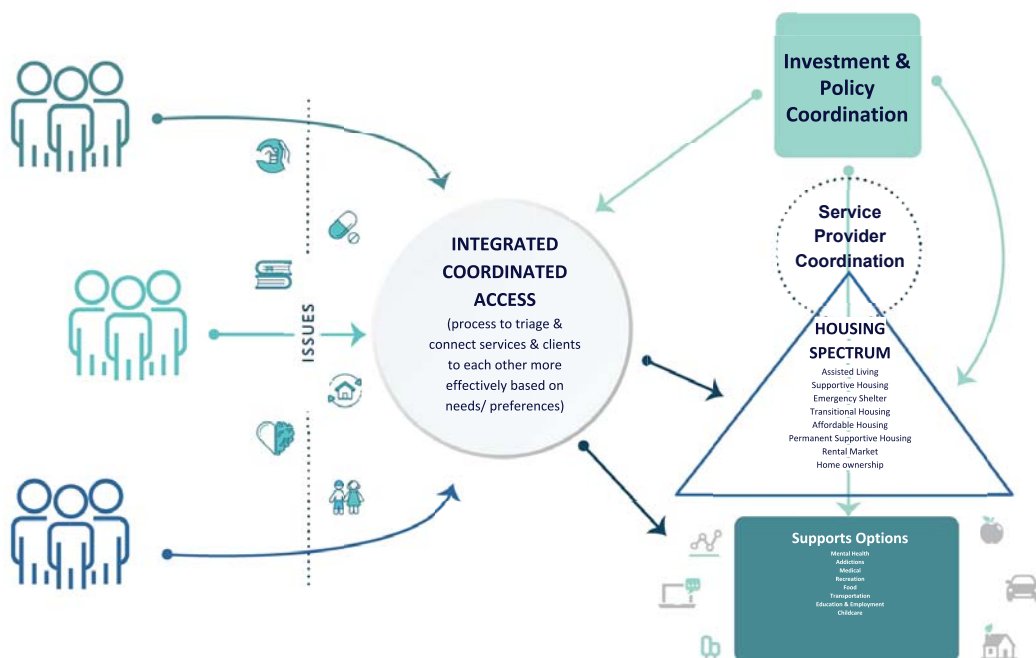 ISSUES
INTEGRATED
COORDINATED
ACCESS
(process to triage &
connect services & clients
to each other more
effectively based on
needs/ preferences)
Investment &
Policy
Coordination
Service
Provider
Coordination
HOUSING
SPECTRUM
Assisted Living
Supportive Housing
Emergency Shelter
Transitional Housing
Affordable Housing
Permanent Supportive Housing
Rental Market
Home ownership
Supports Options
Mental Health
Addictions
Medical
Recreation
Food
Transportation
Education & Employment
Childcare